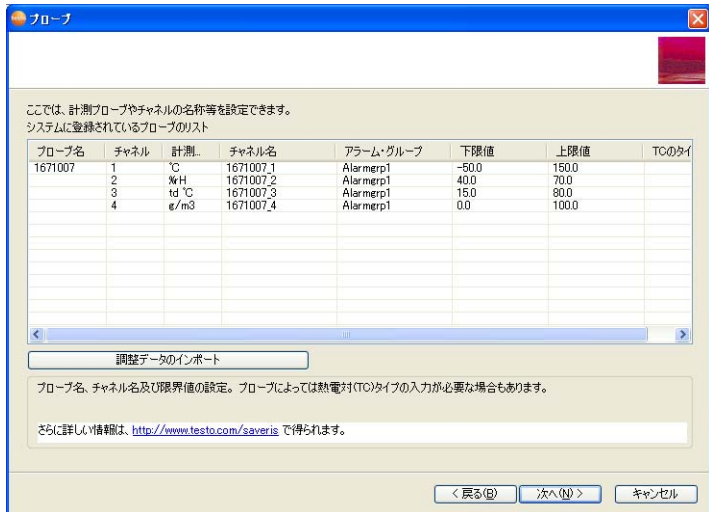 プローブ
ここでは、計測プローブやチャネルの名称等を設定できます。
システムに登録されているプローブのリスト
プローブ名 チャネル 計測.. チャネル名 アラーム・グループ 下限値 上限値 TCのタイ
1671007 1 ℃ 1671007_1 Alarmgrp1 -50.0 150.0
2 %rH 1671007_2 Alarmgrp1 40.0 70.0
3 td ℃ 1671007_3 Alarmgrp1 15.0 80.0
4 g/m3 1671007_4 Alarmgrp1 0.0 100.0
調整データのインポート
プローブ名、チャネル名及び限界値の設定。プローブによっては熱電対(TC)タイプの入力が必要な場合もあります。
さらに詳しい情報は、http://www.testo.com/saveris で得られます。
< 戻る(B) 次へ(N) > キャンセル